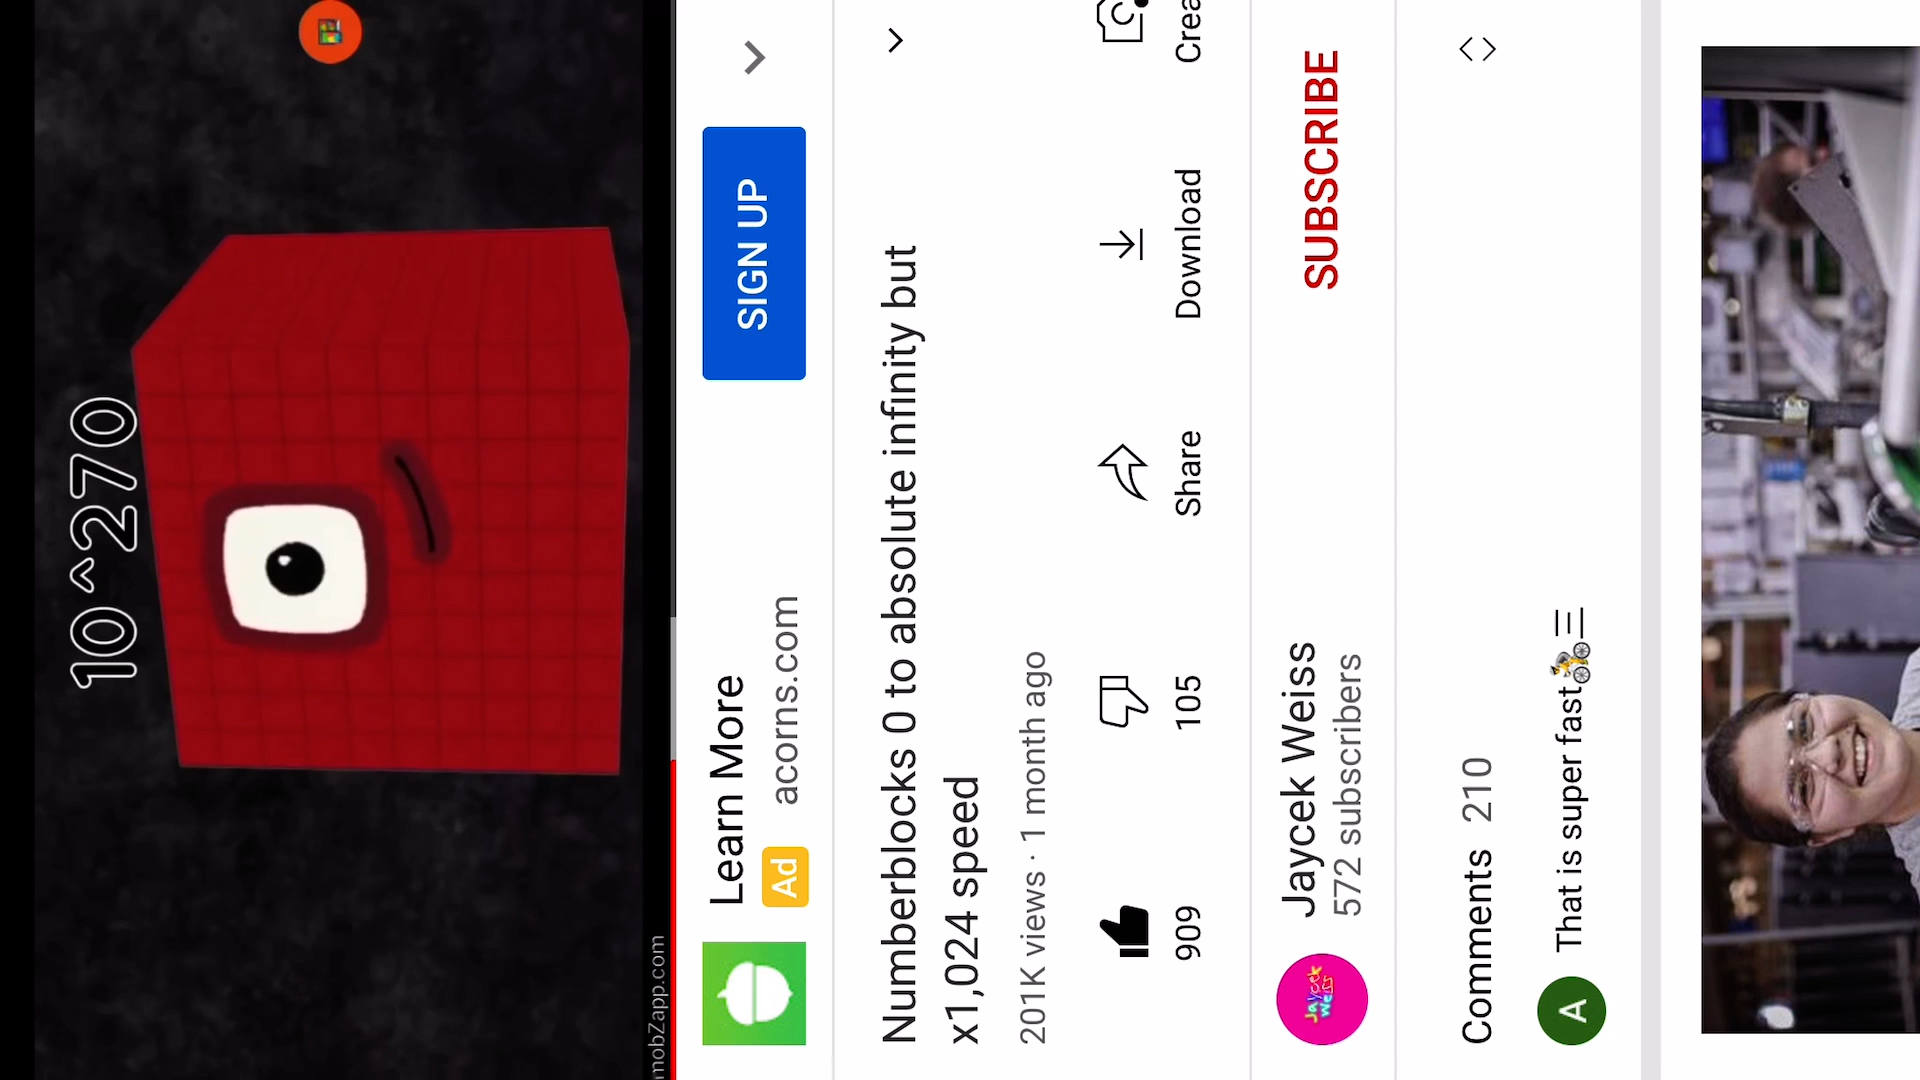 10^270
mobZapp.com
Learn More
Ad acorns.com
SIGN UP
Numberblocks 0 to absolute infinity but
x1,024 speed
201K views · 1 month ago
909
105
Share
Download
Crea
Jaycek Weiss
572 subscribers
SUBSCRIBE
Jaycek
Weiss
Comments 210
A
That is super fast🚴☰